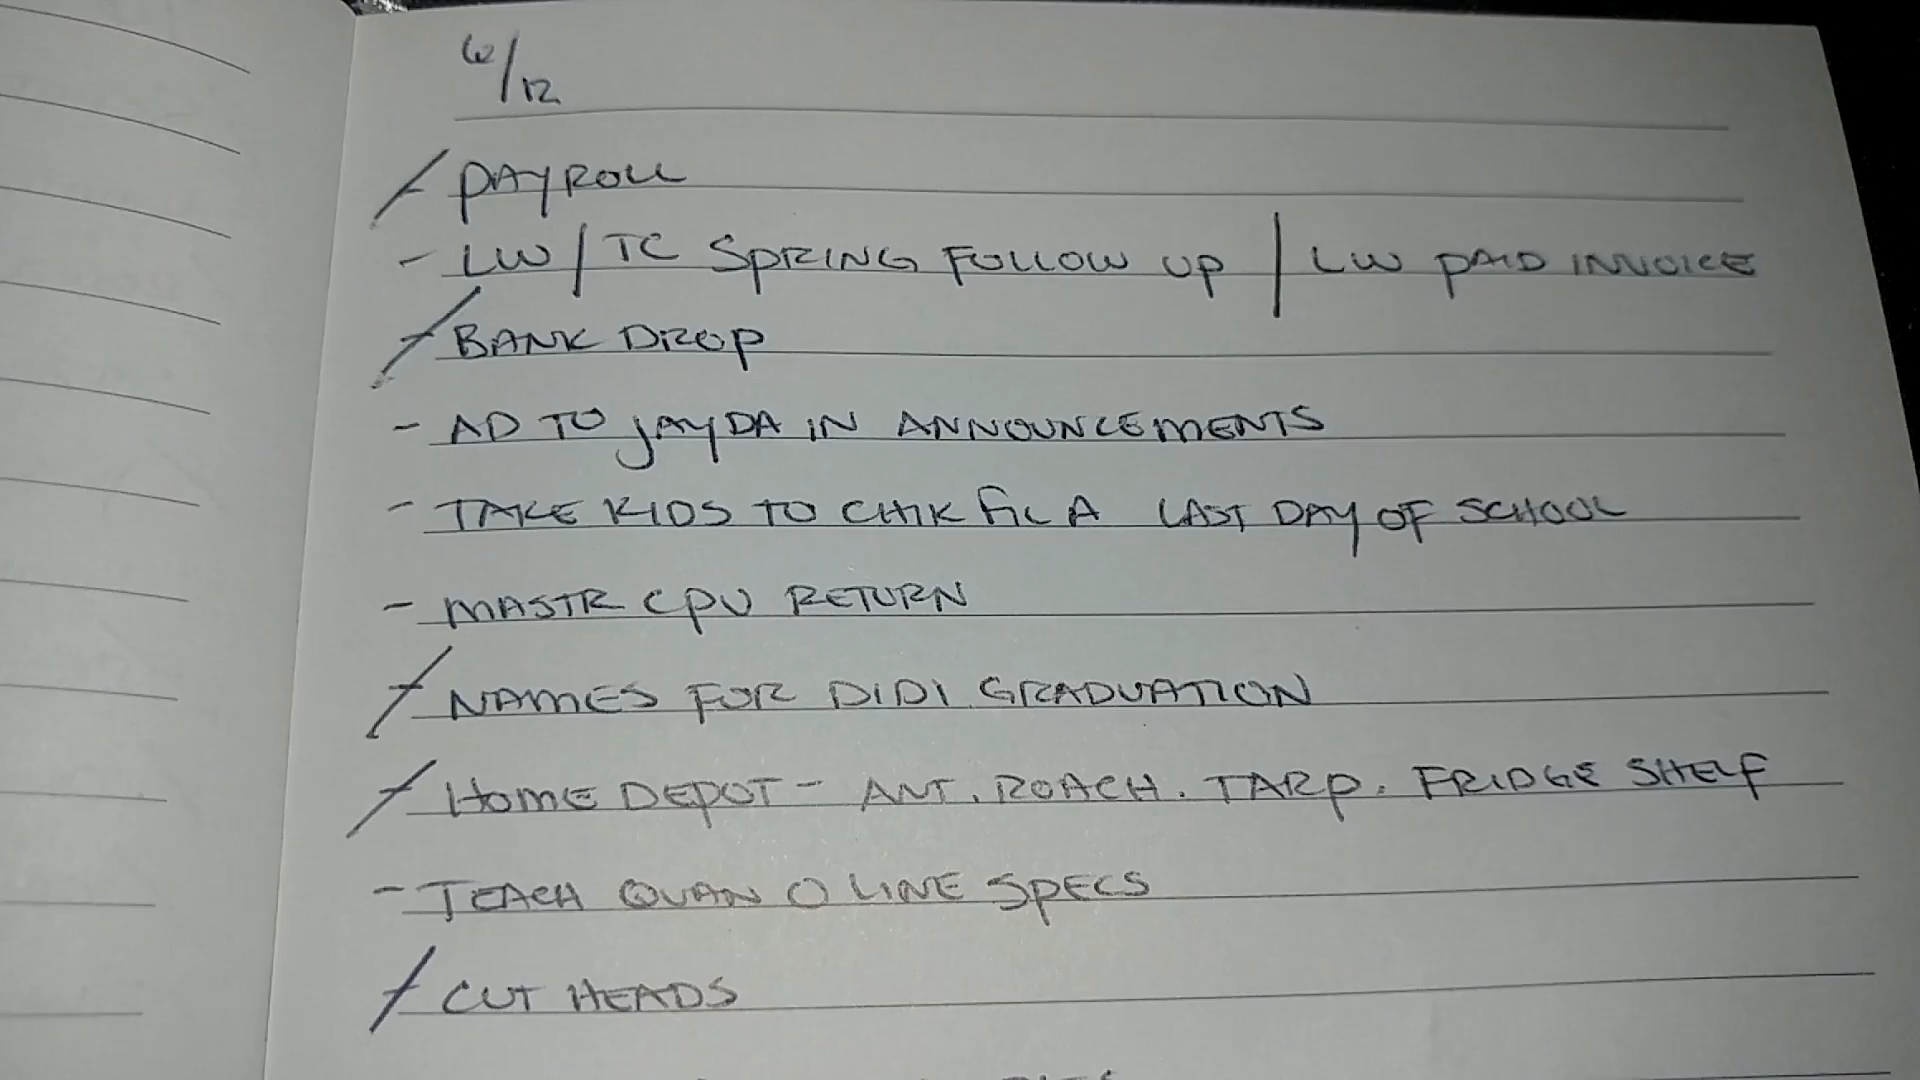 6/12
PAYROLL
- LW / TC SPRING FOLLOW UP | LW PAID INVOICE
BANK DROP
- AD TO JAYDA IN ANNOUNCEMENTS
- TAKE KIDS TO CHIK FIL A LAST DAY OF SCHOOL
- MASTR CPU RETURN
NAMES FOR DIDI GRADUATION
HOME DEPOT - ANT. ROACH. TARP. FRIDGE SHELF
- TEACH QUAN O LINE SPECS
CUT HEADS